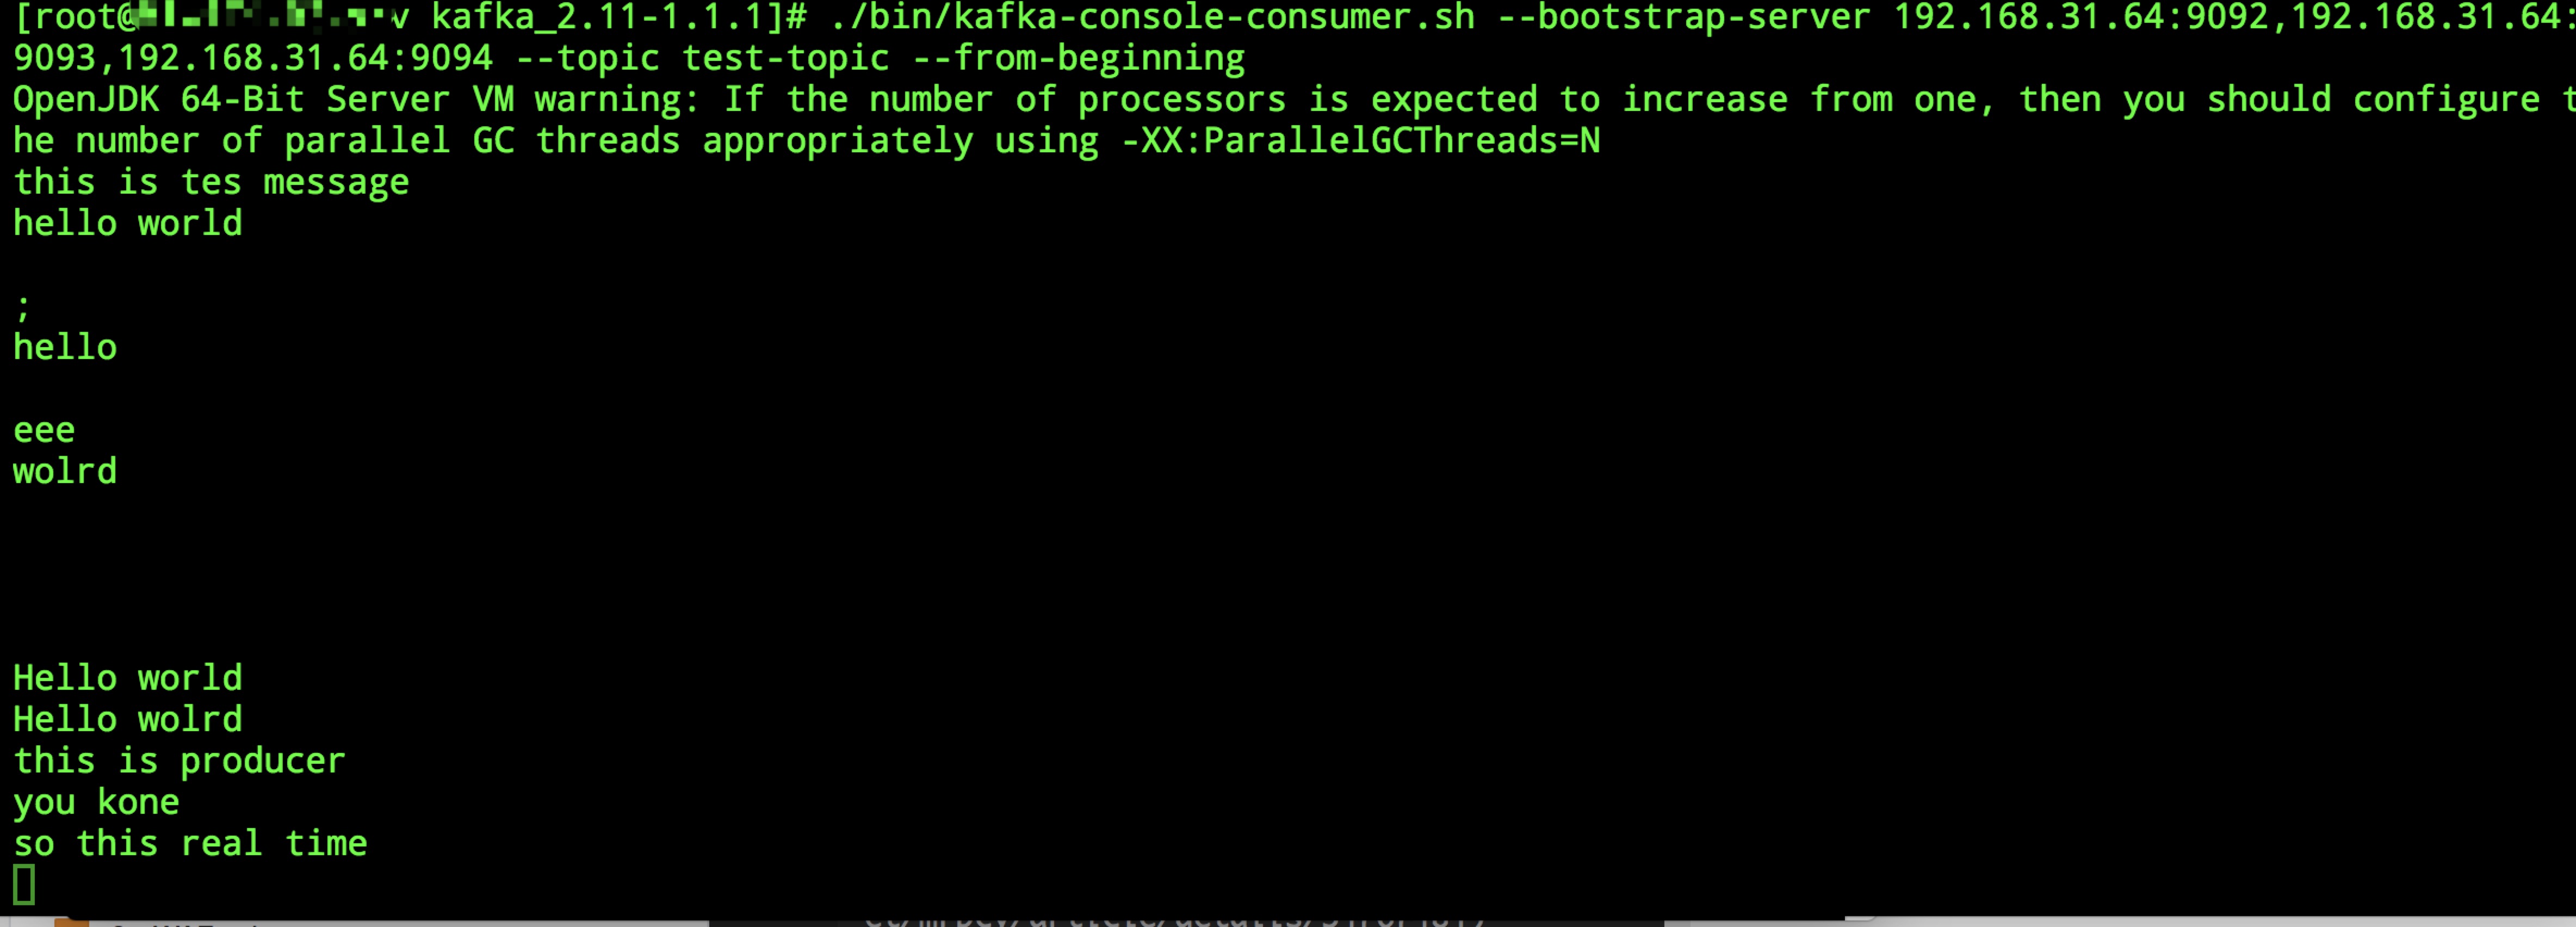 [root@ v kafka_2.11-1.1.1]# ./bin/kafka-console-consumer.sh --bootstrap-server 192.168.31.64:9092,192.168.31.64:
9093,192.168.31.64:9094 --topic test-topic --from-beginning
OpenJDK 64-Bit Server VM warning: If the number of processors is expected to increase from one, then you should configure t
he number of parallel GC threads appropriately using -XX:ParallelGCThreads=N
this is tes message
hello world
;
hello
eee
wolrd
Hello world
Hello wolrd
this is producer
you kone
so this real time